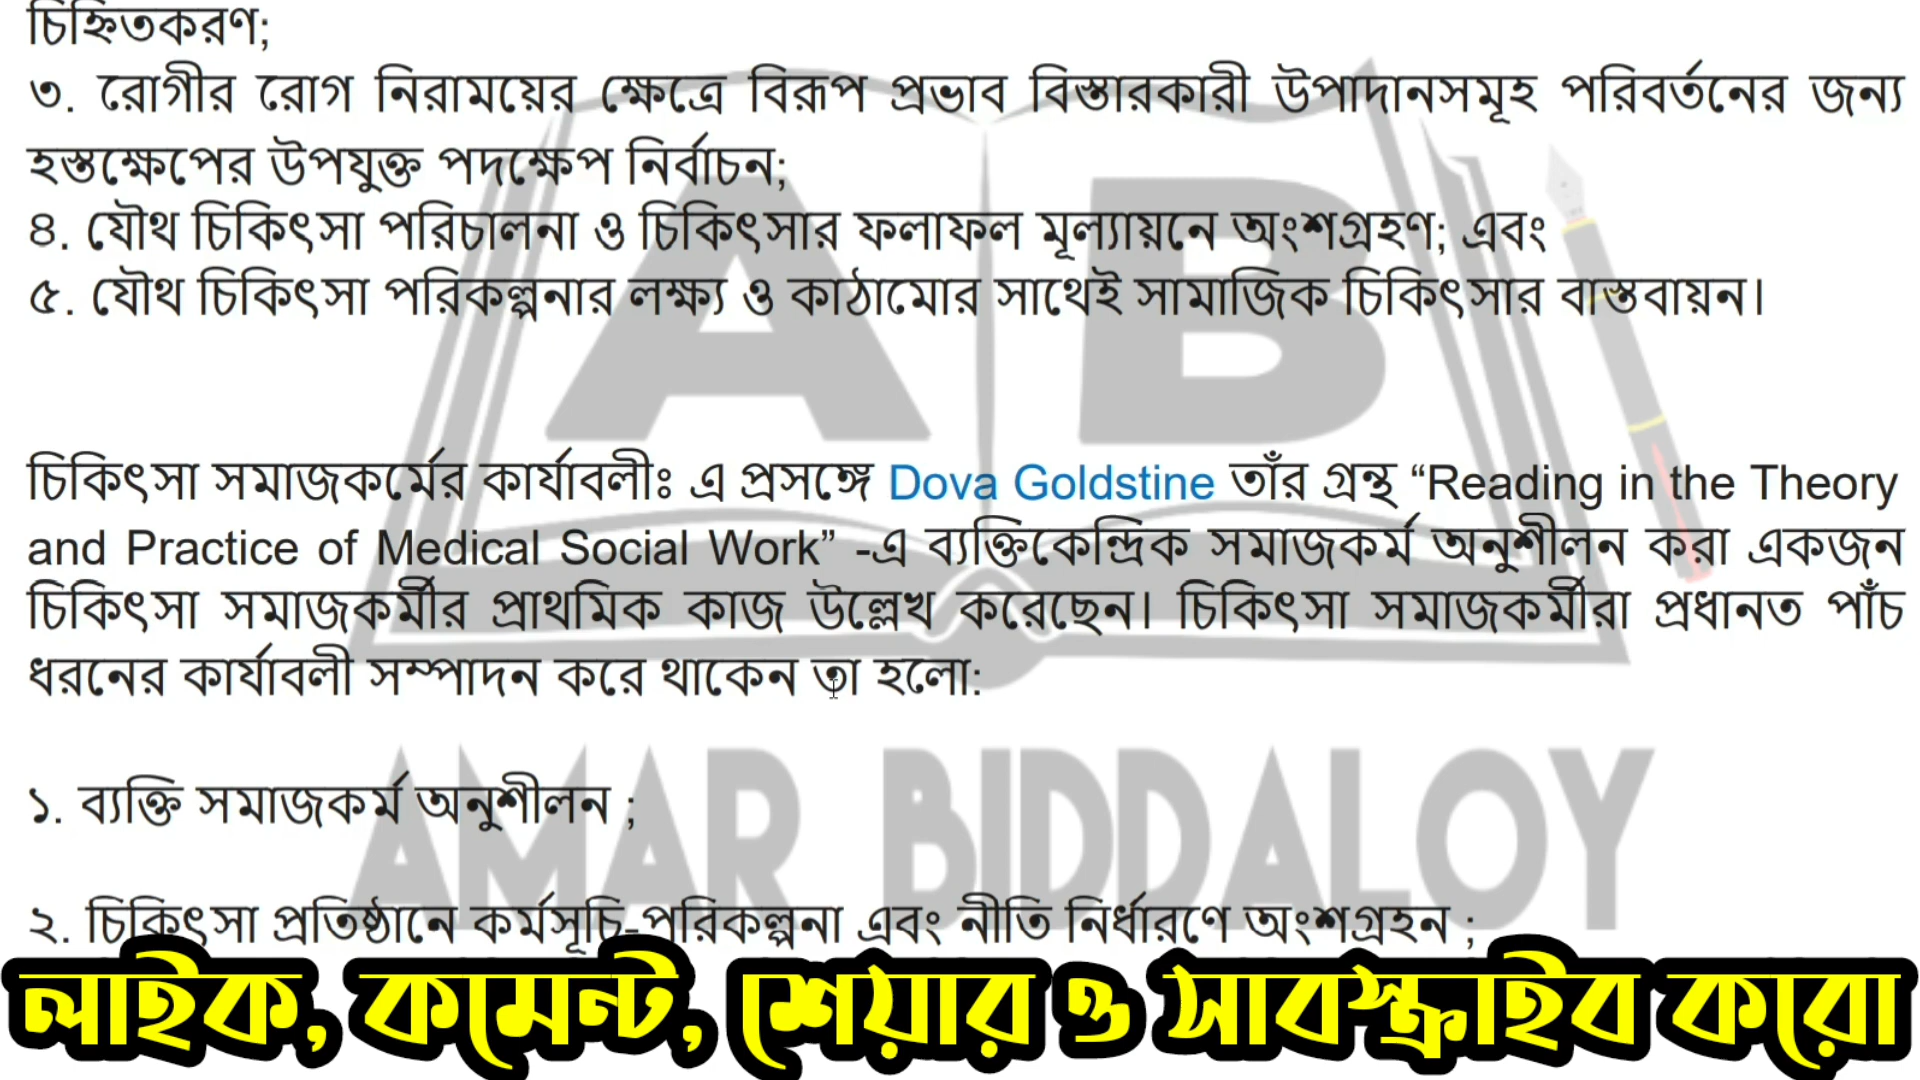 চিহ্নিতকরণ;
৩. রোগীর রোগ নিরাময়ের ক্ষেত্রে বিরূপ প্রভাব বিস্তারকারী উপাদানসমূহ পরিবর্তনের জন্য
হস্তক্ষেপের উপযুক্ত পদক্ষেপ নির্বাচন;
৪. যৌথ চিকিৎসা পরিচালনা ও চিকিৎসার ফলাফল মূল্যায়নে অংশগ্রহণ; এবং
৫. যৌথ চিকিৎসা পরিকল্পনার লক্ষ্য ও কাঠামোর সাথেই সামাজিক চিকিৎসার বাস্তবায়ন।
A B
চিকিৎসা সমাজকর্মের কার্যাবলীঃ এ প্রসঙ্গে Dova Goldstine তাঁর গ্রন্থ “Reading in the Theory
and Practice of Medical Social Work” -এ ব্যক্তিকেন্দ্রিক সমাজকর্ম অনুশীলন করা একজন
চিকিৎসা সমাজকর্মীর প্রাথমিক কাজ উল্লেখ করেছেন। চিকিৎসা সমাজকর্মীরা প্রধানত পাঁচ
ধরনের কার্যাবলী সম্পাদন করে থাকেন তা হলো:
১. ব্যক্তি সমাজকর্ম অনুশীলন ;
AMAR BIDDALOY
২. চিকিৎসা প্রতিষ্ঠানে কর্মসূচি-পরিকল্পনা এবং নীতি নির্ধারণে অংশগ্রহন ;
লাইক, কমেন্ট, শেয়ার ও সাবস্ক্রাইব করো